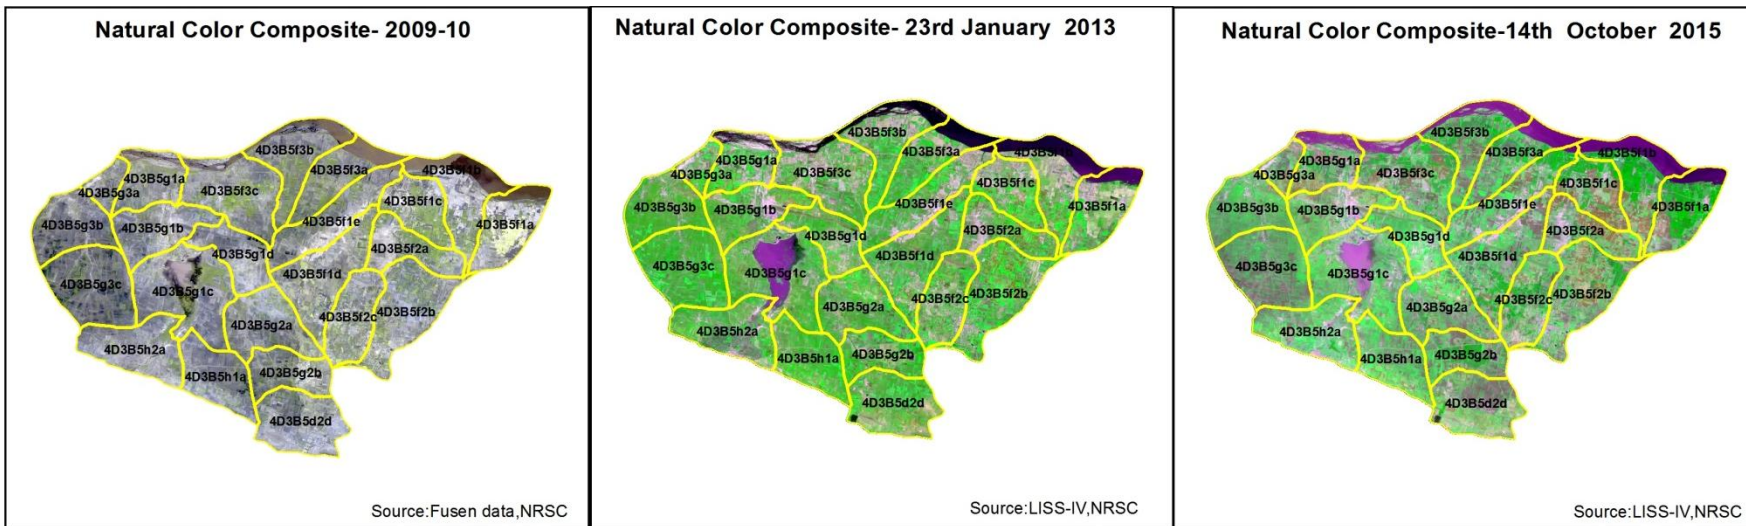 Natural Color Composite- 2009-10
4D3B5f3b
4D3B5g1a
4D3B5f3a
4D3B5f1b
4D3B5g3a
4D3B5f3c
4D3B5f1c
4D3B5g3b
4D3B5g1b
4D3B5f1e
4D3B5f1a
4D3B5g1d
4D3B5f2a
4D3B5f1d
4D3B5g3c
4D3B5g1c
4D3B5f2b
4D3B5g2a
4D3B5f2c
4D3B5h2a
4D3B5h1a
4D3B5g2b
4D3B5d2d
Source:Fusen data,NRSC
Natural Color Composite- 23rd January 2013
4D3B5f3b
4D3B5f3a
4D3B5f1b
4D3B5g1a
4D3B5g3a
4D3B5f3c
4D3B5f1c
4D3B5f1a
4D3B5g3b
4D3B5g1b
4D3B5f1e
4D3B5f2a
4D3B5g1d
4D3B5f1d
4D3B5g3c
4D3B5g1c
4D3B5f2b
4D3B5f2c
4D3B5g2a
4D3B5h2a
4D3B5h1a
4D3B5g2b
4D3B5d2d
Source:LISS-IV,NRSC
Natural Color Composite-14th October 2015
4D3B5f3b
4D3B5f3a
4D3B5f1b
4D3B5g1a
4D3B5g3a
4D3B5f3c
4D3B5f1c
4D3B5f1a
4D3B5g3b
4D3B5g1b
4D3B5f1e
4D3B5f2a
4D3B5g1d
4D3B5f1d
4D3B5g3c
4D3B5g1c
4D3B5f2b
4D3B5f2c
4D3B5g2a
4D3B5h2a
4D3B5h1a
4D3B5g2b
4D3B5d2d
Source:LISS-IV,NRSC